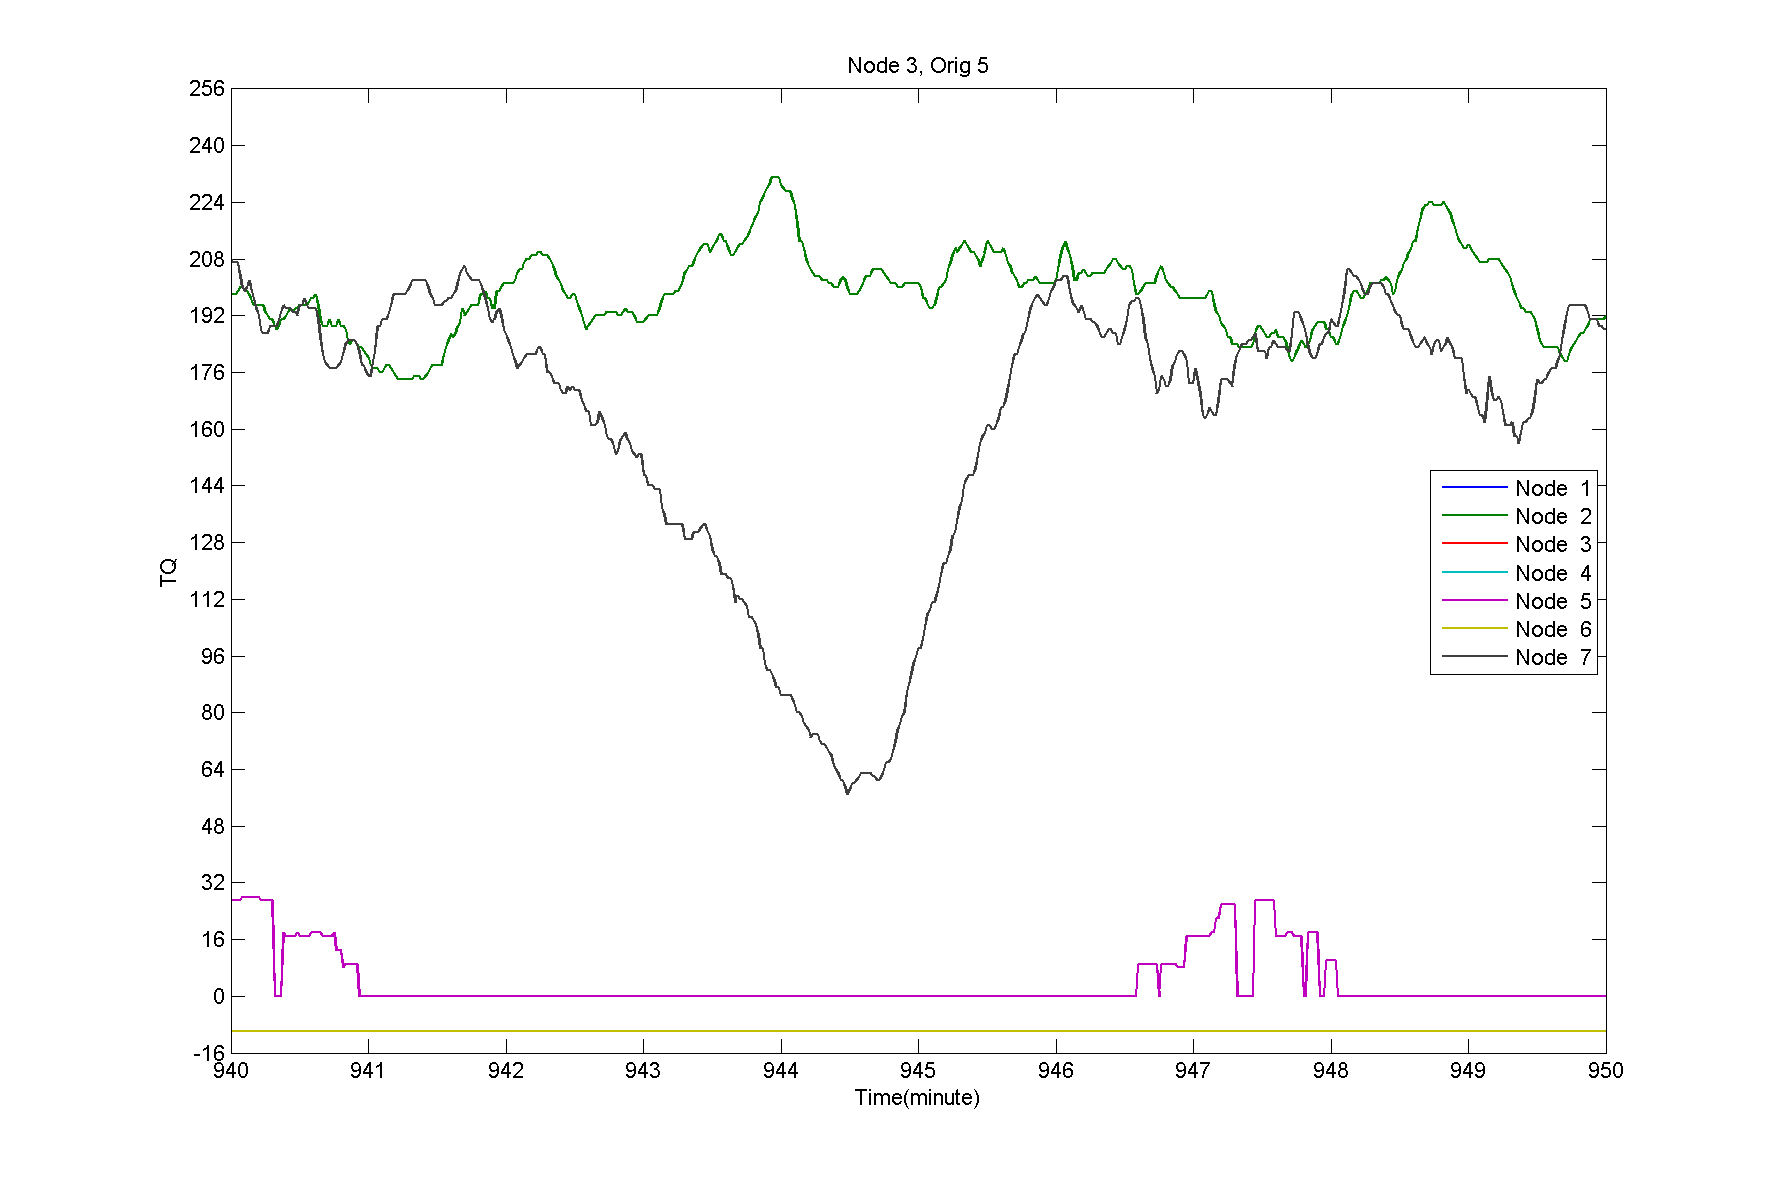 Node 3, Orig 5
256
240
224
208
192
176
160
144
128
112
96
80
64
48
32
16
0
-16
TQ
Node 1
Node 2
Node 3
Node 4
Node 5
Node 6
Node 7
940 941 942 943 944 945 946 947 948 949 950
Time(minute)